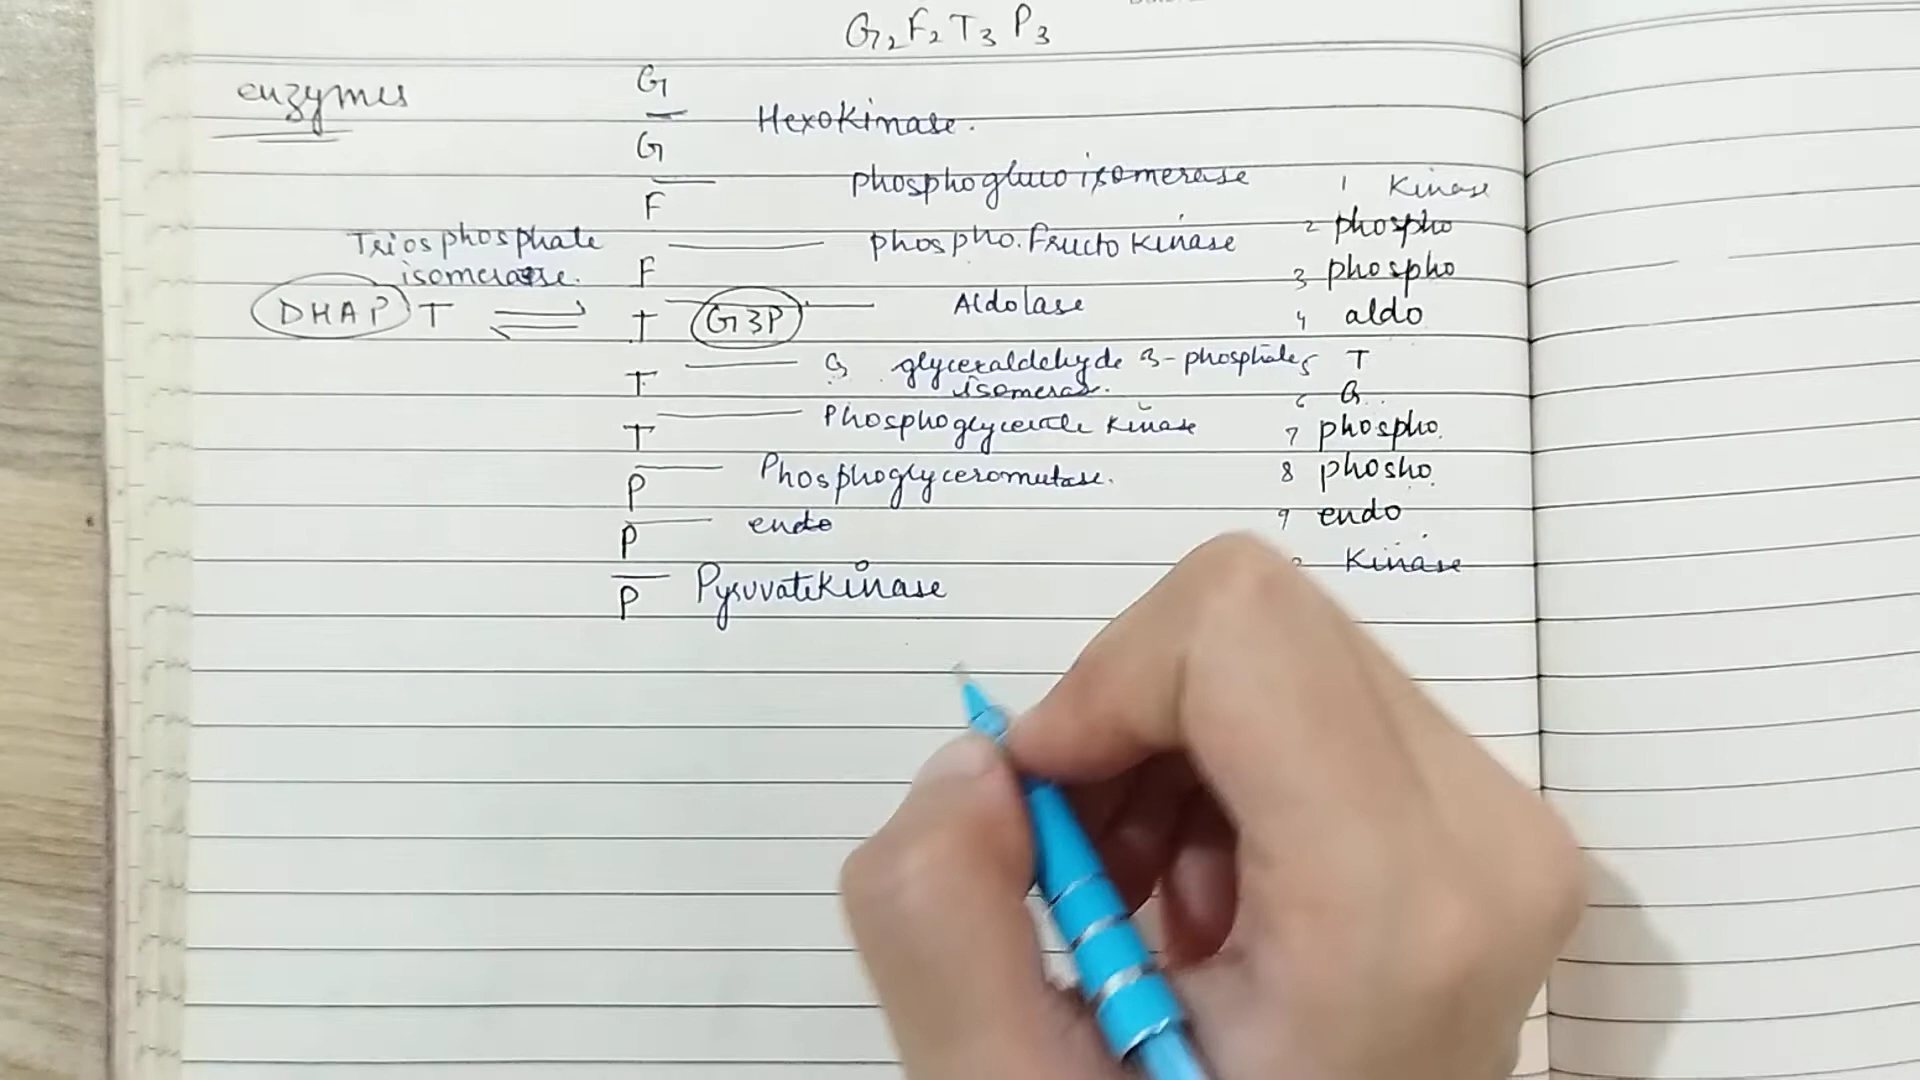 G2 F2 T3 P3
enzymes
G
Hexokinase.
G
phosphogluco isomerase
F
phospho.fructo kinase
Triosphosphate
isomerase.
F
Aldolase
DHAP T ⇌ T G3P
G glyceraldehyde 3-phosphate
isomeras.
T
Phosphoglycerate kinase
T
Phosphoglyceromutase.
P
endo
P
Pyruvatekinase
P
1 Kinase
2 phospho
3 phospho
4 aldo
5 T
6 G.
7 phospho.
8 phosho.
9 endo
Kinase